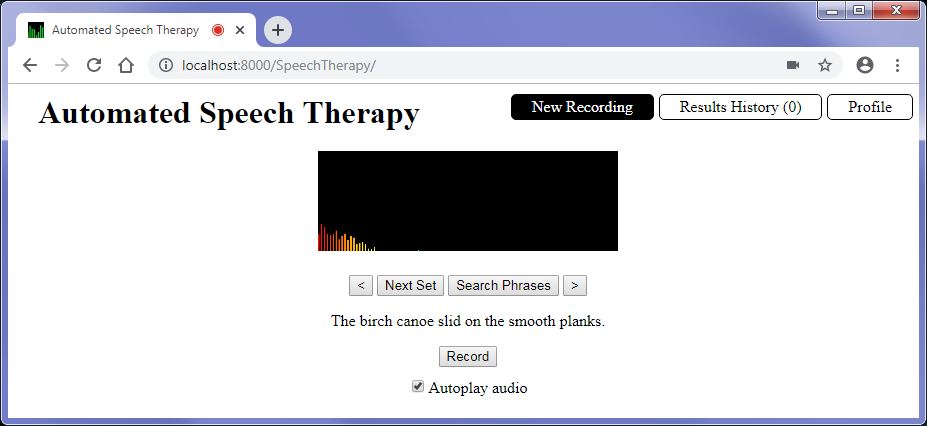 Automated Speech Therapy
localhost:8000/SpeechTherapy/
Automated Speech Therapy
New Recording Results History (0) Profile
< Next Set Search Phrases >
The birch canoe slid on the smooth planks.
Record
Autoplay audio